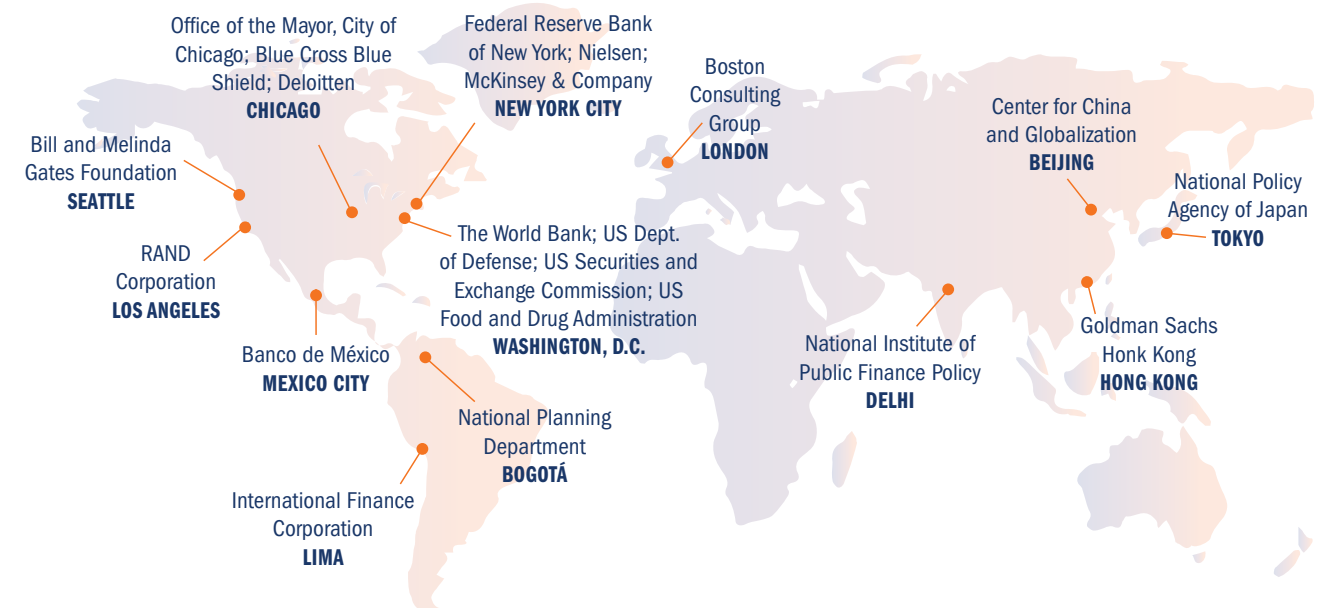 Office of the Mayor, City of
Chicago; Blue Cross Blue
Shield; Deloitten
CHICAGO
Federal Reserve Bank
of New York; Nielsen;
McKinsey & Company
NEW YORK CITY
Boston
Consulting
Group
LONDON
Center for China
and Globalization
BEIJING
Bill and Melinda
Gates Foundation
SEATTLE
National Policy
Agency of Japan
TOKYO
RAND
Corporation
LOS ANGELES
The World Bank; US Dept.
of Defense; US Securities and
Exchange Commission; US
Food and Drug Administration
WASHINGTON, D.C.
Banco de México
MEXICO CITY
National Institute of
Public Finance Policy
DELHI
Goldman Sachs
Honk Kong
HONG KONG
National Planning
Department
BOGOTÁ
International Finance
Corporation
LIMA